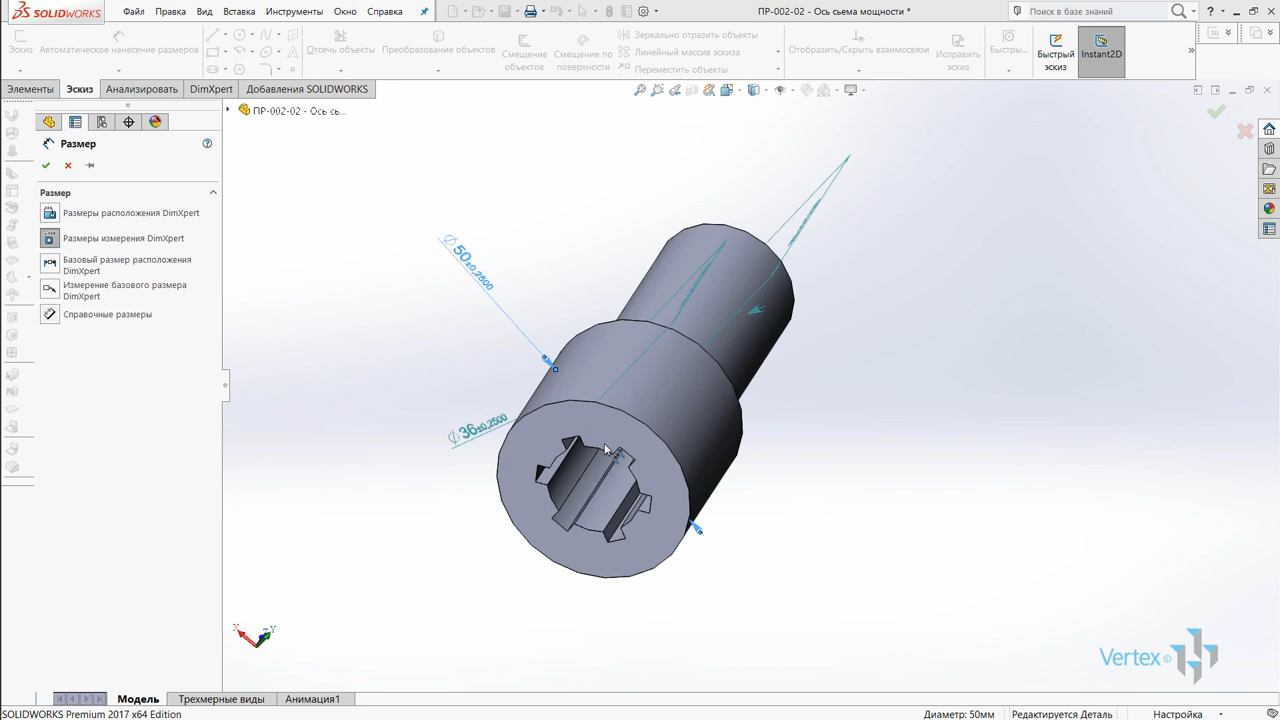 SOLIDWORKS
Файл Правка Вид Вставка Инструменты Окно Справка
ПР-002-02 - Ось сьема мощности *
Поиск в базе знаний
Эскиз
Автоматическое нанесение размеров
Отсечь объекты
Преобразование объектов
Смещение объектов
Смещение по поверхности
Зеркально отразить объекты
Линейный массив эскиза
Переместить объекты
Отобразить/Скрыть взаимосвязи
Исправить эскиз
Быстры...
Быстрый эскиз
Instant2D
Элементы Эскиз Анализировать DimXpert Добавления SOLIDWORKS
ПР-002-02 - Ось сь...
Размер
Размер
Размеры расположения DimXpert
Размеры измерения DimXpert
Базовый размер расположения
DimXpert
Измерение базового размера
DimXpert
Справочные размеры
∅50±0,2500
∅36±0,2500
X
Z
Y
Vertex ©
Модель Трехмерные виды Анимация1
SOLIDWORKS Premium 2017 x64 Edition
Диаметр: 50мм Редактируется Деталь Настройка